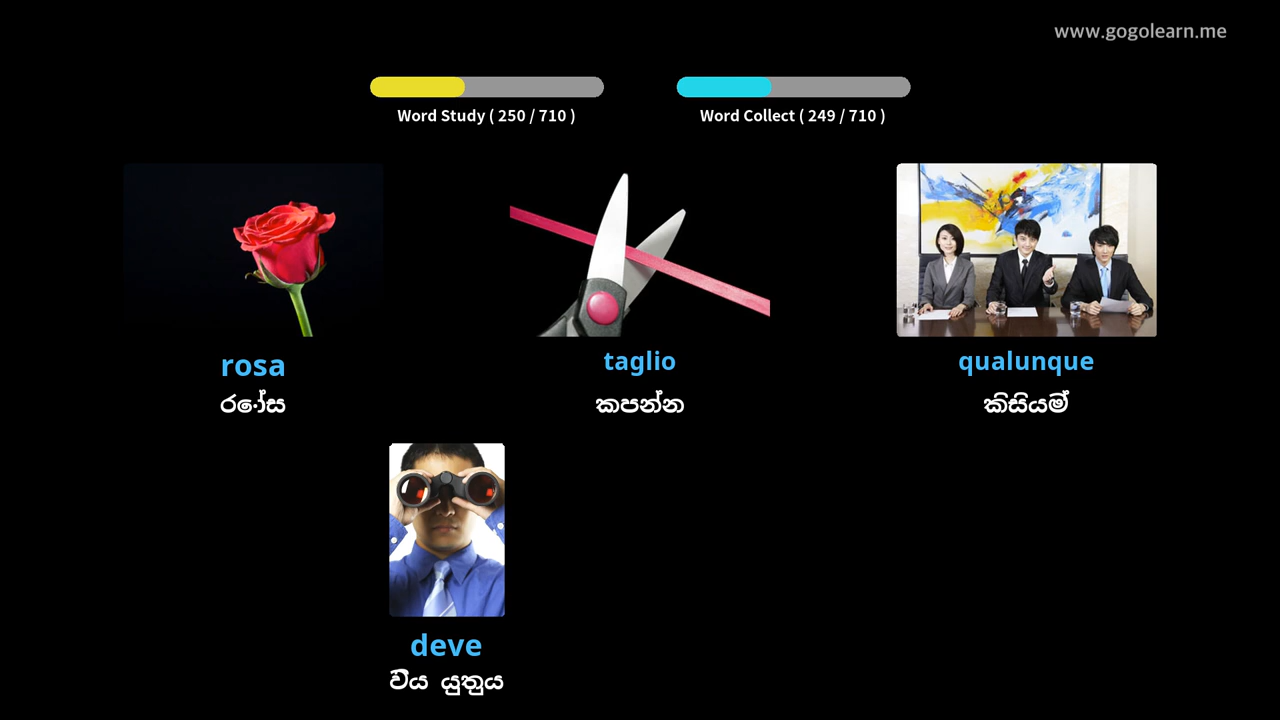 www.gogolearn.me
Word Study ( 250 / 710 )
Word Collect ( 249 / 710 )
rosa
රෝස
taglio
කපන්න
qualunque
කිසියම්
deve
විය යුතුය